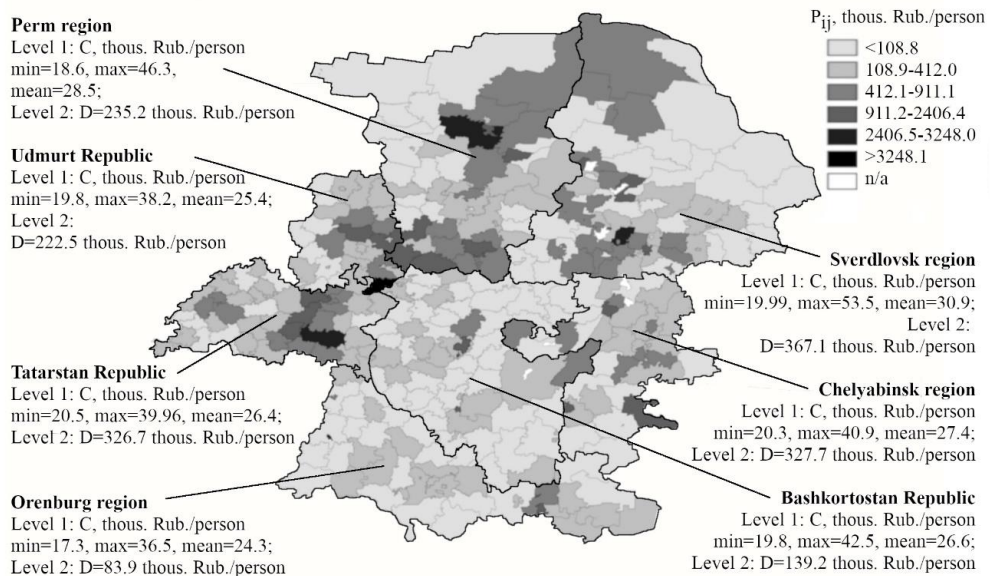 Perm region
Level 1: C, thous. Rub./person
min=18.6, max=46.3,
mean=28.5;
Level 2: D=235.2 thous. Rub./person
Udmurt Republic
Level 1: C, thous. Rub./person
min=19.8, max=38.2, mean=25.4;
Level 2:
D=222.5 thous. Rub./person
Tatarstan Republic
Level 1: C, thous. Rub./person
min=20.5, max=39.96, mean=26.4;
Level 2: D=326.7 thous. Rub./person
Orenburg region
Level 1: C, thous. Rub./person
min=17.3, max=36.5, mean=24.3;
Level 2: D=83.9 thous. Rub./person
Pij, thous. Rub./person
<108.8
108.9-412.0
412.1-911.1
911.2-2406.4
2406.5-3248.0
>3248.1
n/a
Sverdlovsk region
Level 1: C, thous. Rub./person
min=19.99, max=53.5, mean=30.9;
Level 2:
D=367.1 thous. Rub./person
Chelyabinsk region
Level 1: C, thous. Rub./person
min=20.3, max=40.9, mean=27.4;
Level 2: D=327.7 thous. Rub./person
Bashkortostan Republic
Level 1: C, thous. Rub./person
min=19.8, max=42.5, mean=26.6;
Level 2: D=139.2 thous. Rub./person